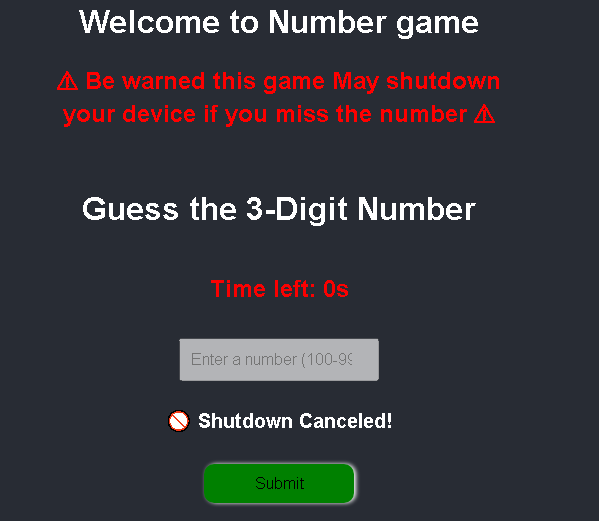 Welcome to Number game
⚠ Be warned this game May shutdown
your device if you miss the number ⚠
Guess the 3-Digit Number
Time left: 0s
Enter a number (100-99
🚫 Shutdown Canceled!
Submit